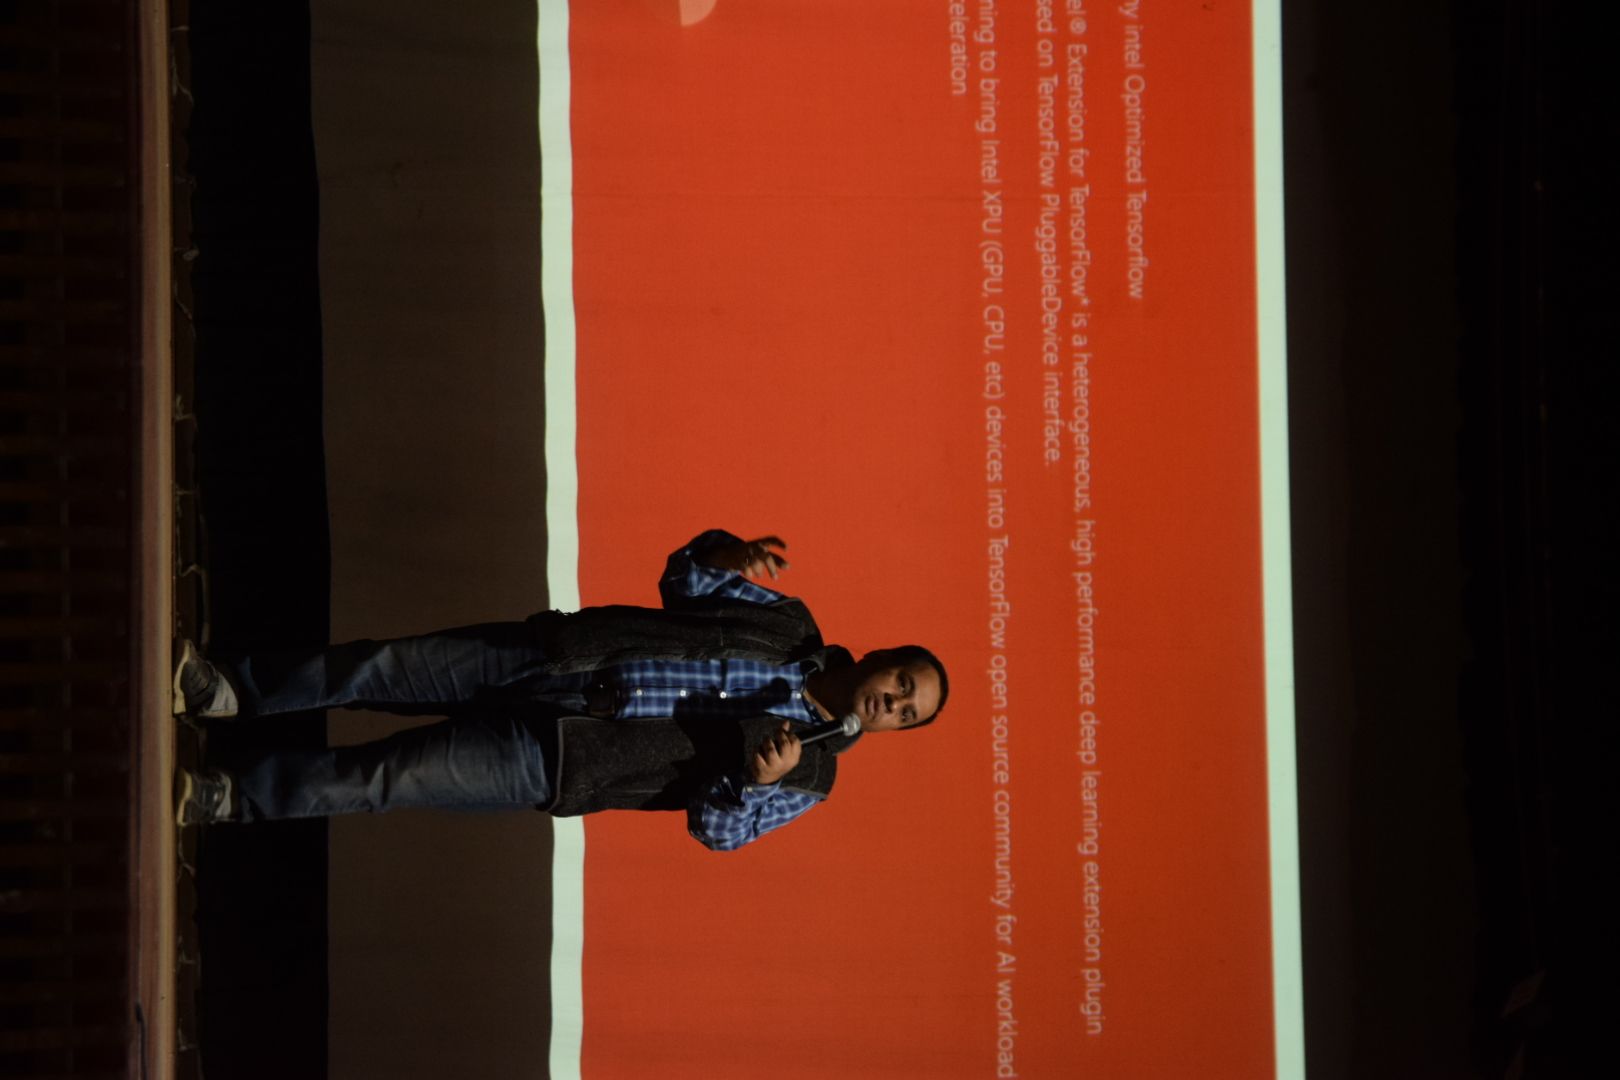 hy intel Optimized Tensorflow
el® Extension for TensorFlow* is a heterogeneous, high performance deep learning extension plugin
sed on TensorFlow PluggableDevice interface.
ning to bring Intel XPU (GPU, CPU, etc) devices into TensorFlow open source community for AI workload
celeration